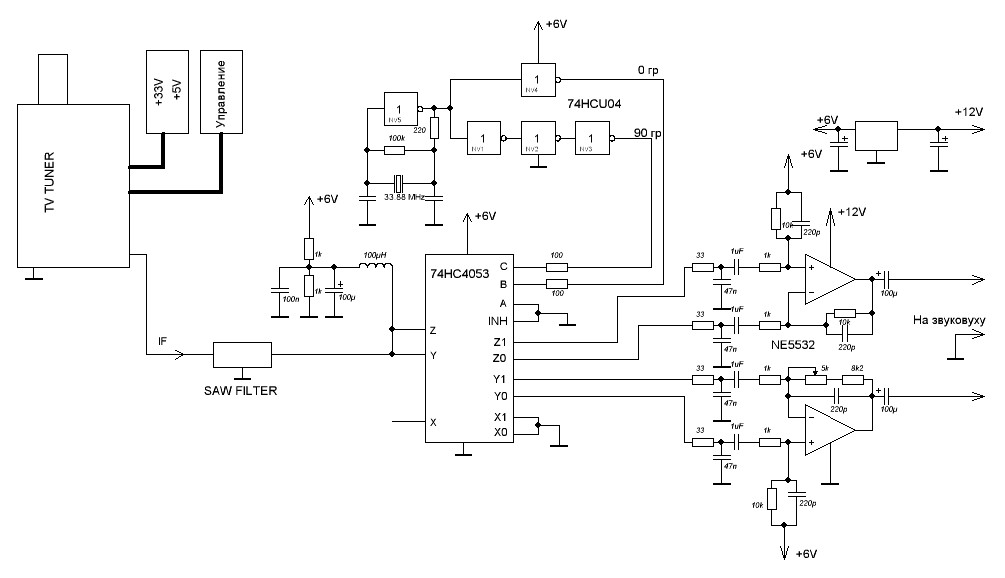 +33V
+5V
Управление
TV TUNER
+6V
0 гр
1
NV4
74HCU04
1
NV5
220
100k
1
NV1
1
NV2
1
NV3
90 гр
33.88 MHz
+6V
+12V
+6V
1k
100µH
100n
1k
100µ
+6V
74HC4053
C
B
A
INH
Z1
Z0
Y1
Y0
X1
X0
Z
Y
X
100
100
IF
SAW FILTER
+6V
10k
220p
+12V
33
1uF
1k
47n
+
−
+
100µ
33
1uF
1k
47n
10k
220p
NE5532
На звуковуху
33
1uF
1k
47n
5k
8k2
220p
−
+
+
100µ
33
1uF
1k
47n
10k
220p
+6V